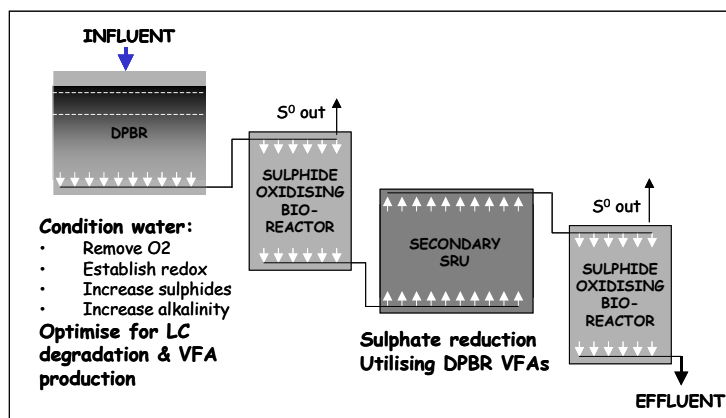 INFLUENT
DPBR
S⁰ out
SULPHIDE
OXIDISING
BIO-
REACTOR
Condition water:
• Remove O2
• Establish redox
• Increase sulphides
• Increase alkalinity
Optimise for LC
degradation & VFA
production
SECONDARY
SRU
Sulphate reduction
Utilising DPBR VFAs
S⁰ out
SULPHIDE
OXIDISING
BIO-
REACTOR
EFFLUENT